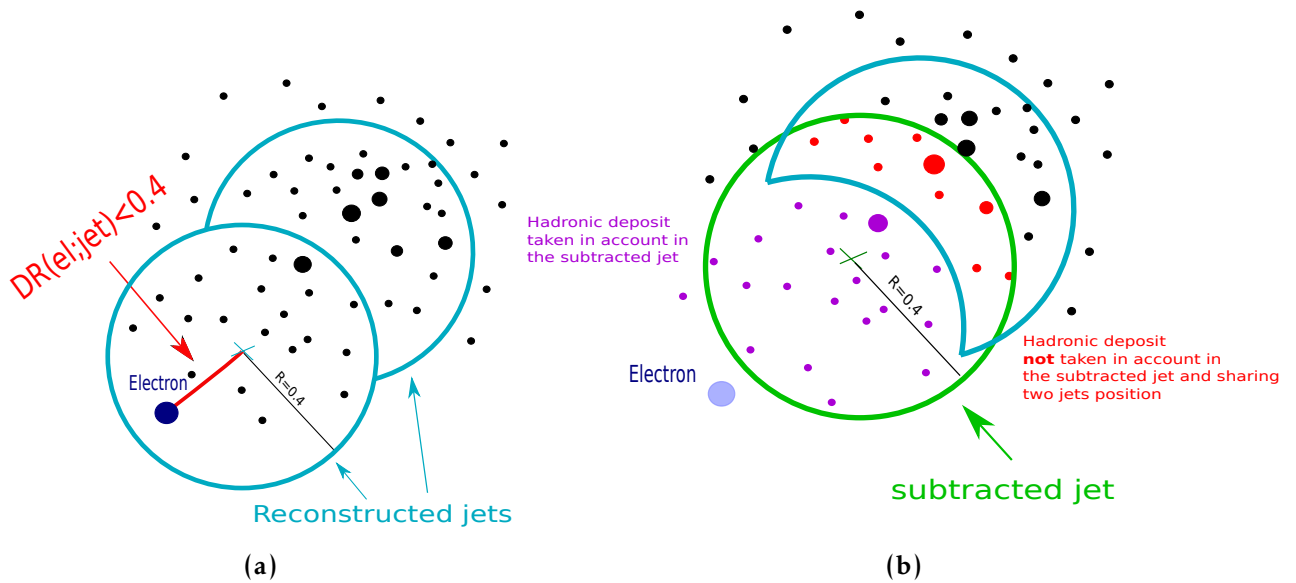 DR(el;jet)<0.4
Electron
R=0.4
Reconstructed jets
(a)
Hadronic deposit
taken in account in
the subtracted jet
R=0.4
Electron
Hadronic deposit
not taken in account in
the subtracted jet and sharing
two jets position
subtracted jet
(b)